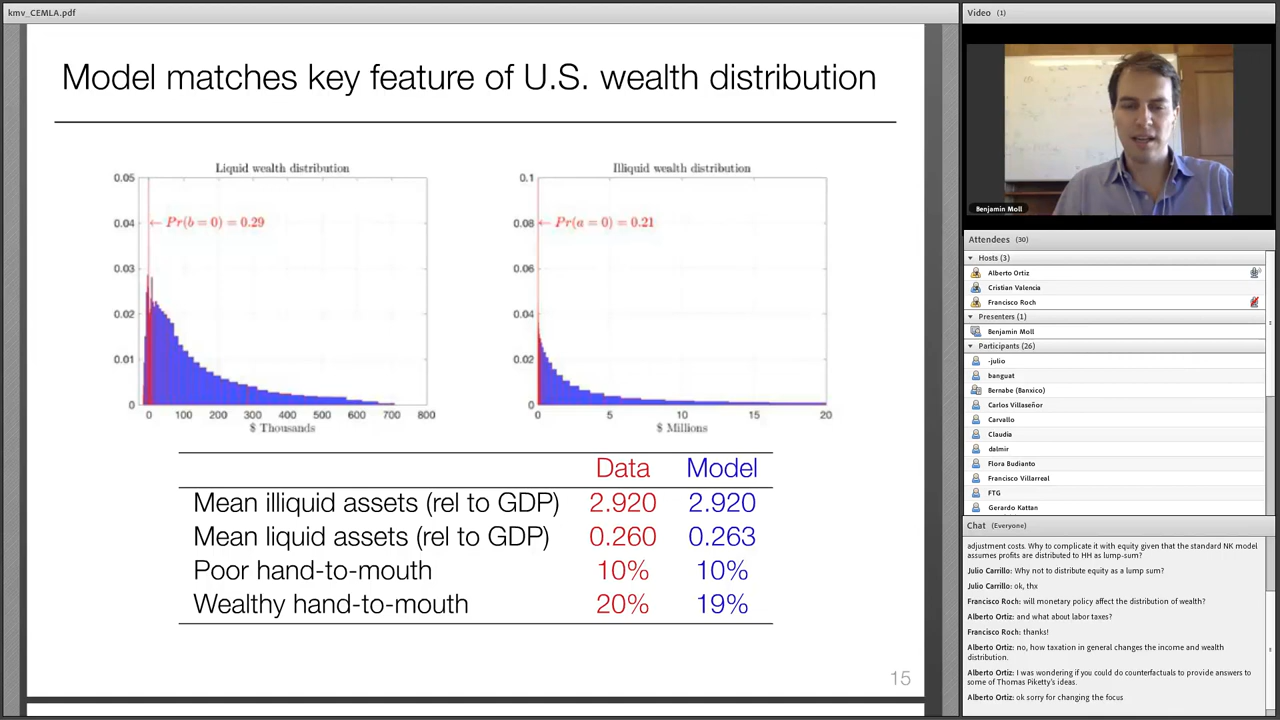 kmv_CEMLA.pdf
Model matches key feature of U.S. wealth distribution
Liquid wealth distribution
0.05
0.04
0.03
0.02
0.01
0
← Pr(b = 0) = 0.29
0 100 200 300 400 500 600 700 800
$ Thousands
Illiquid wealth distribution
0.1
0.08
0.06
0.04
0.02
0
← Pr(a = 0) = 0.21
0 5 10 15 20
$ Millions
Data Model
Mean illiquid assets (rel to GDP) 2.920 2.920
Mean liquid assets (rel to GDP) 0.260 0.263
Poor hand-to-mouth 10% 10%
Wealthy hand-to-mouth 20% 19%
15
Video (1)
Benjamin Moll
Attendees (30)
Hosts (3)
Alberto Ortiz
Cristian Valencia
Francisco Roch
Presenters (1)
Benjamin Moll
Participants (26)
-julio
banguat
Bernabe (Banxico)
Carlos Villaseñor
Carvallo
Claudia
dalmir
Flora Budianto
Francisco Villarreal
FTG
Gerardo Kattan
Chat (Everyone)
adjustment costs. Why to complicate it with equity given that the standard NK model
assumes profits are distributed to HH as lump-sum?
Julio Carrillo: Why not to distribute equity as a lump sum?
Julio Carrillo: ok, thx
Francisco Roch: will monetary policy affect the distribution of wealth?
Alberto Ortiz: and what about labor taxes?
Francisco Roch: thanks!
Alberto Ortiz: no, how taxation in general changes the income and wealth
distribution.
Alberto Ortiz: I was wondering if you could do counterfactuals to provide answers to
some of Thomas Piketty's ideas.
Alberto Ortiz: ok sorry for changing the focus